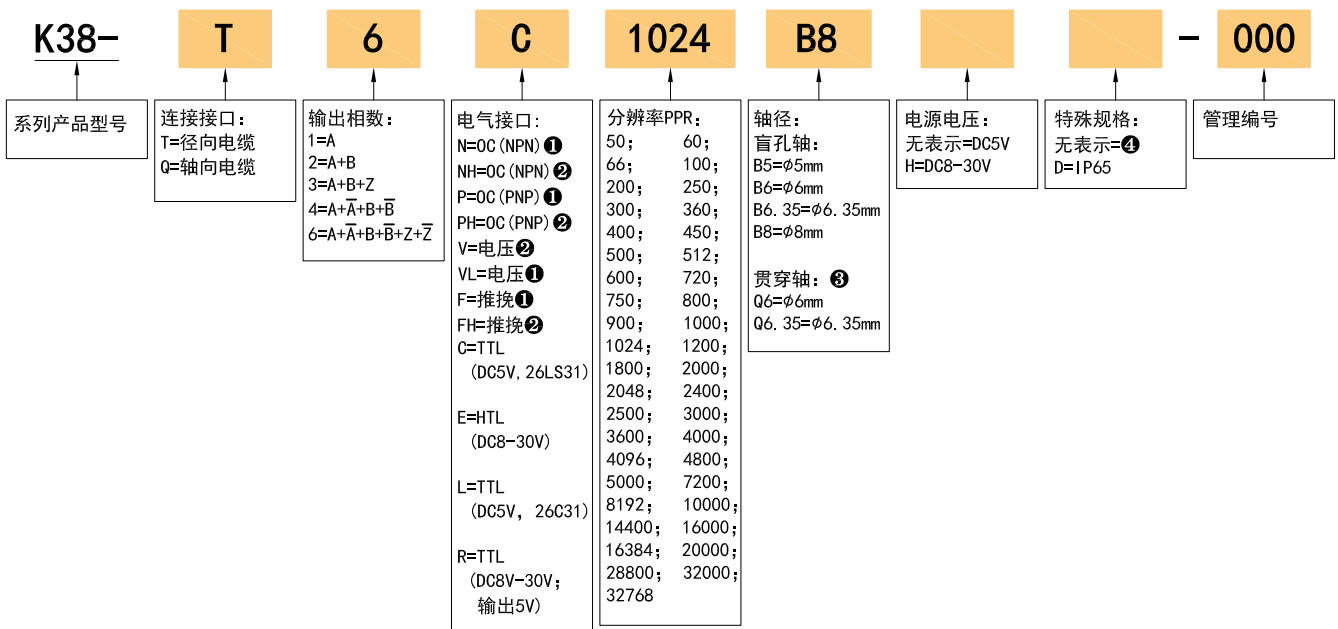 K38-
T
6
C
1024
B8
-
000
系列产品型号
连接接口：
T=径向电缆
Q=轴向电缆
输出相数：
1=A
2=A+B
3=A+B+Z
4=A+A̅+B+B̅
6=A+A̅+B+B̅+Z+Z̅
电气接口：
N=OC(NPN)❶
NH=OC(NPN)❷
P=OC(PNP)❶
PH=OC(PNP)❷
V=电压❷
VL=电压❶
F=推挽❶
FH=推挽❷
C=TTL
(DC5V,26LS31)
E=HTL
(DC8-30V)
L=TTL
(DC5V, 26C31)
R=TTL
(DC8V-30V；
输出5V)
分辨率PPR：
50； 60；
66； 100；
200； 250；
300； 360；
400； 450；
500； 512；
600； 720；
750； 800；
900； 1000；
1024； 1200；
1800； 2000；
2048； 2400；
2500； 3000；
3600； 4000；
4096； 4800；
5000； 7200；
8192； 10000；
14400； 16000；
16384； 20000；
28800； 32000；
32768
轴径：
盲孔轴：
B5=φ5mm
B6=φ6mm
B6.35=φ6.35mm
B8=φ8mm
贯穿轴：❸
Q6=φ6mm
Q6.35=φ6.35mm
电源电压：
无表示=DC5V
H=DC8-30V
特殊规格：
无表示=❹
D=IP65
管理编号